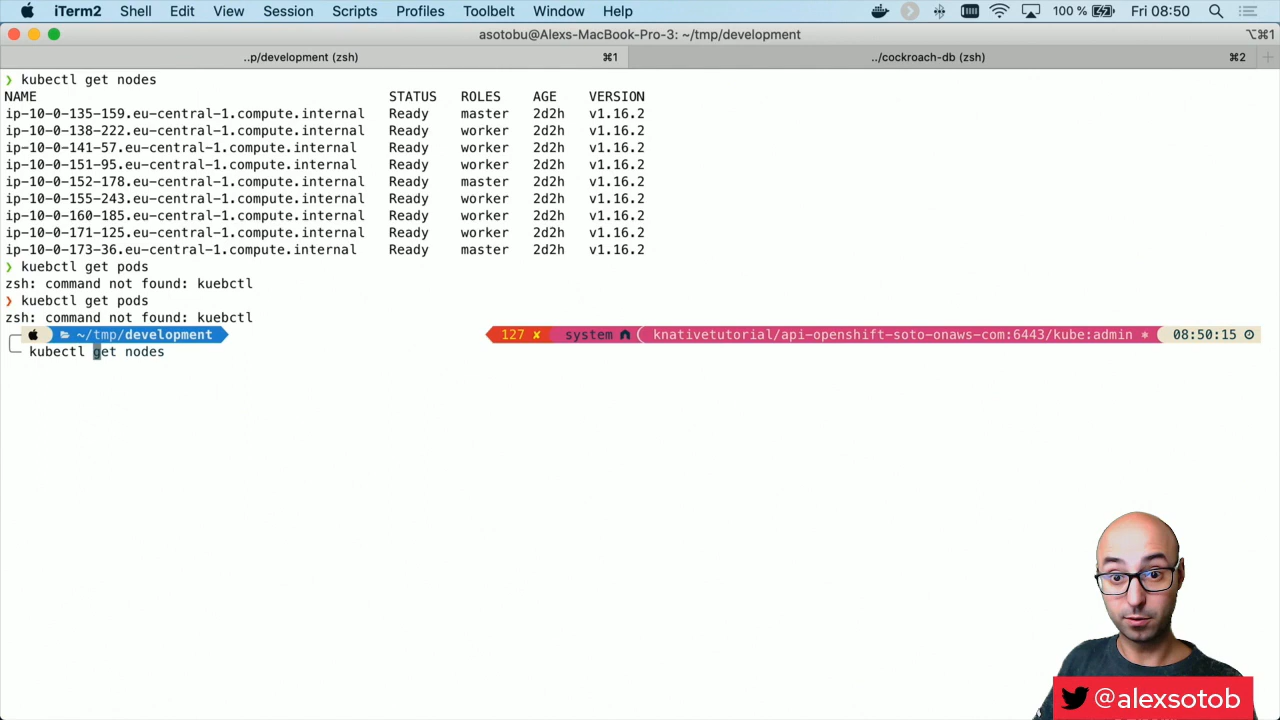 iTerm2 Shell Edit View Session Scripts Profiles Toolbelt Window Help 100 % Fri 08:50
asotobu@Alexs-MacBook-Pro-3: ~/tmp/development ⌥⌘1
..p/development (zsh) ⌘1 ../cockroach-db (zsh) ⌘2 +
❯ kubectl get nodes
NAME STATUS ROLES AGE VERSION
ip-10-0-135-159.eu-central-1.compute.internal Ready master 2d2h v1.16.2
ip-10-0-138-222.eu-central-1.compute.internal Ready worker 2d2h v1.16.2
ip-10-0-141-57.eu-central-1.compute.internal Ready worker 2d2h v1.16.2
ip-10-0-151-95.eu-central-1.compute.internal Ready worker 2d2h v1.16.2
ip-10-0-152-178.eu-central-1.compute.internal Ready master 2d2h v1.16.2
ip-10-0-155-243.eu-central-1.compute.internal Ready worker 2d2h v1.16.2
ip-10-0-160-185.eu-central-1.compute.internal Ready worker 2d2h v1.16.2
ip-10-0-171-125.eu-central-1.compute.internal Ready worker 2d2h v1.16.2
ip-10-0-173-36.eu-central-1.compute.internal Ready master 2d2h v1.16.2
❯ kuebctl get pods
zsh: command not found: kuebctl
❯ kuebctl get pods
zsh: command not found: kuebctl
~/tmp/development 127 ✘ system knativetutorial/api-openshift-soto-onaws-com:6443/kube:admin ⎈ 08:50:15
kubectl get nodes
@alexsotob